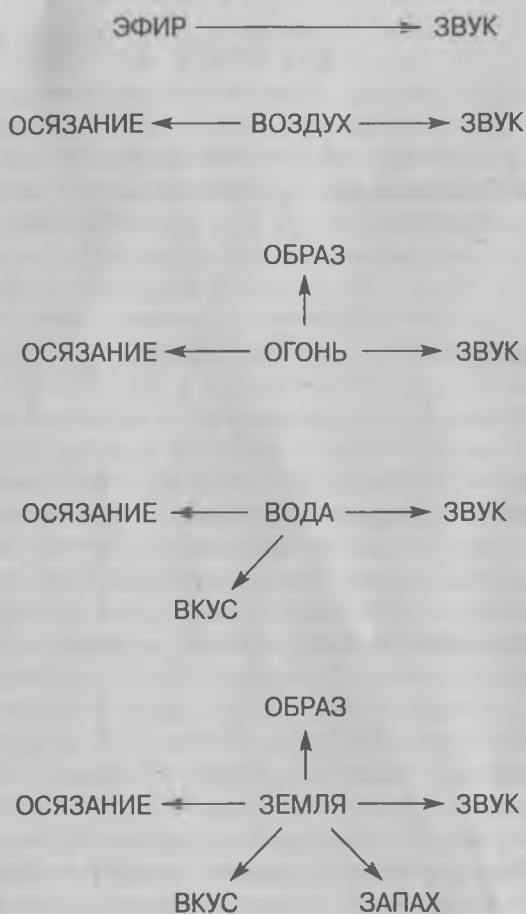 ЭФИР ЗВУК
ОСЯЗАНИЕ ВОЗДУХ ЗВУК
ОБРАЗ
ОСЯЗАНИЕ ОГОНЬ ЗВУК
ОСЯЗАНИЕ ВОДА ЗВУК
ВКУС
ОБРАЗ
ОСЯЗАНИЕ ЗЕМЛЯ ЗВУК
ВКУС ЗАПАХ